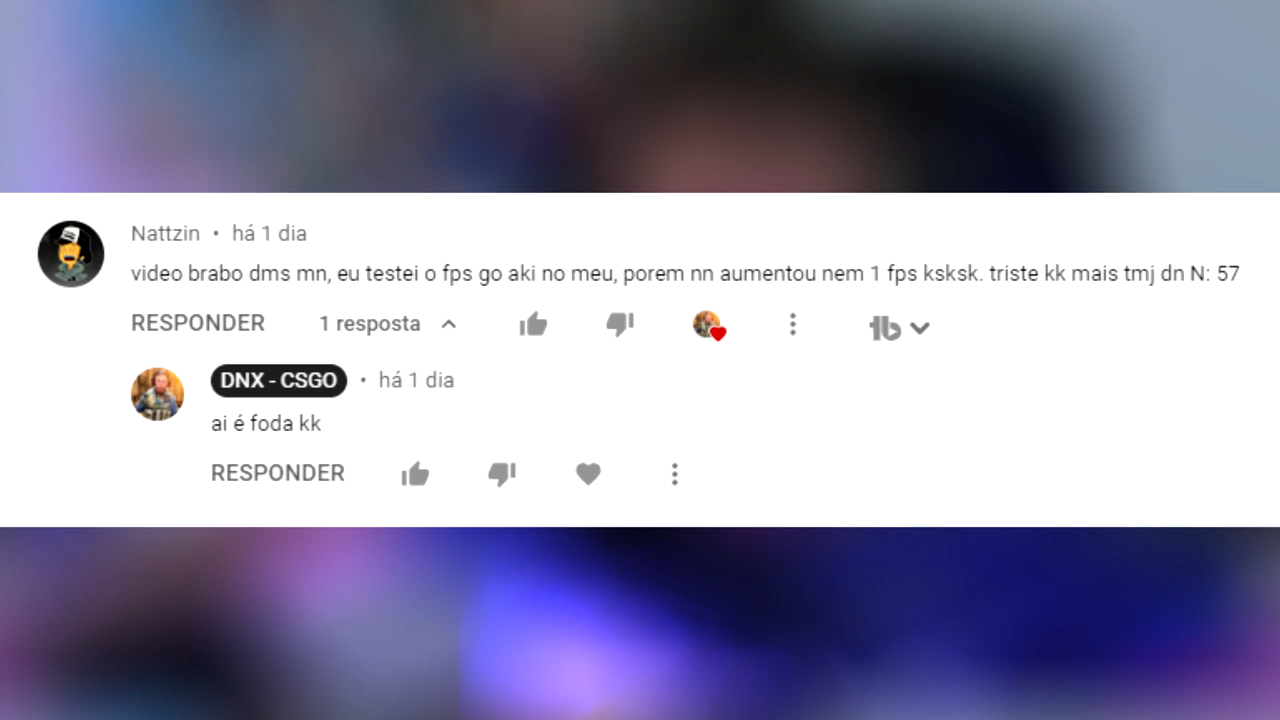 Nattzin • há 1 dia
video brabo dms mn, eu testei o fps go aki no meu, porem nn aumentou nem 1 fps ksksk. triste kk mais tmj dn N: 57
RESPONDER 1 resposta
DNX - CSGO • há 1 dia
ai é foda kk
RESPONDER